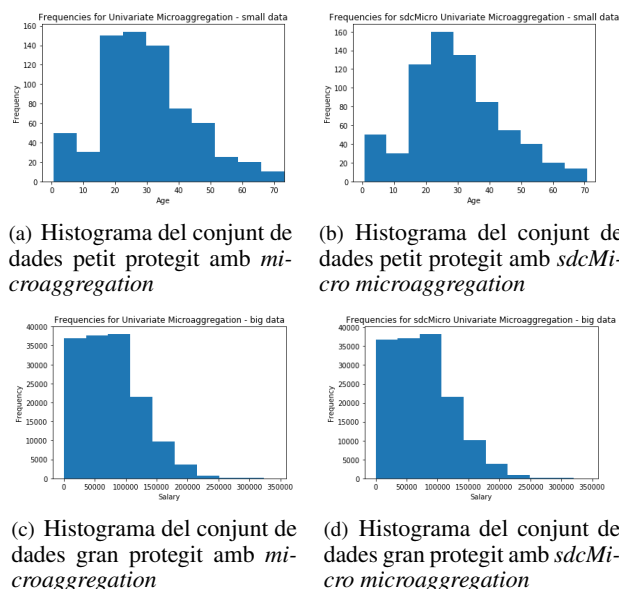 Frequencies for Univariate Microaggregation - small data
160
140
120
100
80
60
40
20
0
Frequency
0 10 20 30 40 50 60 70
Age
Frequencies for sdcMicro Univariate Microaggregation - small data
160
140
120
100
80
60
40
20
0
Frequency
0 10 20 30 40 50 60 70
Age
(a) Histograma del conjunt de
dades petit protegit amb mi-
croaggregation
(b) Histograma del conjunt de
dades petit protegit amb sdcMi-
cro microaggregation
Frequencies for Univariate Microaggregation - big data
40000
35000
30000
25000
20000
15000
10000
5000
0
Frequency
0 50000 100000 150000 200000 250000 300000 350000
Salary
Frequencies for sdcMicro Univariate Microaggregation - big data
40000
35000
30000
25000
20000
15000
10000
5000
0
Frequency
0 50000 100000 150000 200000 250000 300000 350000
Salary
(c) Histograma del conjunt de
dades gran protegit amb mi-
croaggregation
(d) Histograma del conjunt de
dades gran protegit amb sdcMi-
cro microaggregation